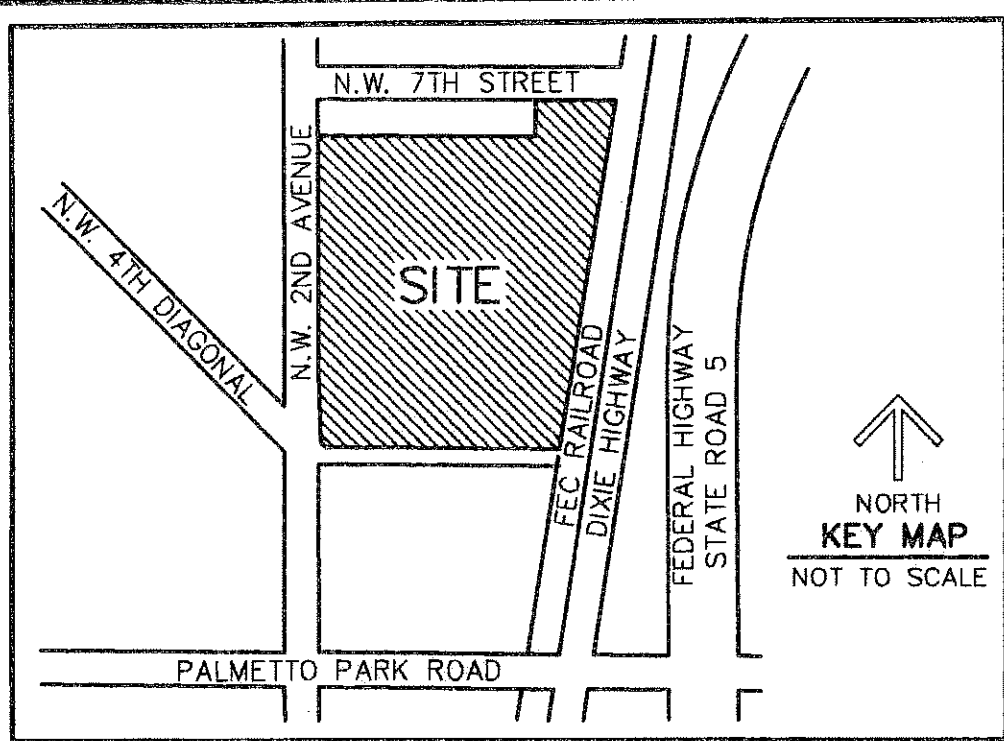 N.W. 7TH STREET
N.W. 2ND AVENUE
N.W. 4TH DIAGONAL
SITE
FEC RAILROAD
DIXIE HIGHWAY
FEDERAL HIGHWAY
STATE ROAD 5
NORTH
KEY MAP
NOT TO SCALE
PALMETTO PARK ROAD